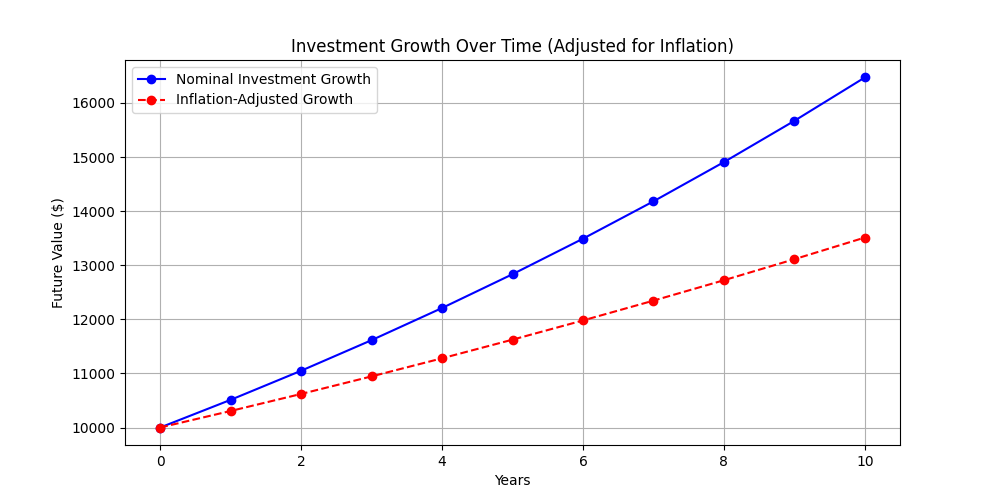 Investment Growth Over Time (Adjusted for Inflation)
Nominal Investment Growth
Inflation-Adjusted Growth
Future Value ($)
16000
15000
14000
13000
12000
11000
10000
0 2 4 6 8 10
Years